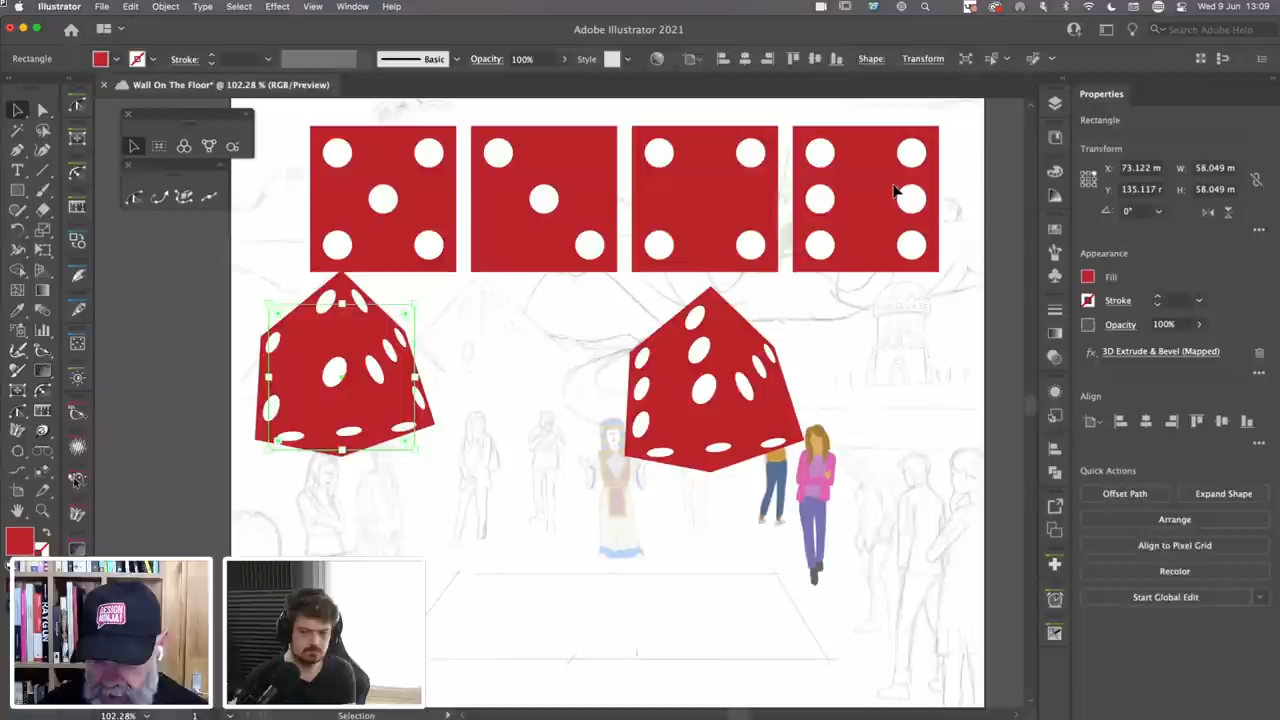 Illustrator File Edit Object Type Select Effect View Window Help
Wed 9 Jun 13:09
Adobe Illustrator 2021
Search Adobe Help
Rectangle
Stroke:
Basic
Opacity: 100%
Style
Shape:
Transform
Wall On The Floor* @ 102.28 % (RGB/Preview)
Properties
Rectangle
Transform
X: 73.122 m W: 58.049 m
Y: 135.117 r H: 58.049 m
0°
Appearance
Fill
Stroke
Opacity 100%
fx. 3D Extrude & Bevel (Mapped)
Align
Quick Actions
Offset Path Expand Shape
Arrange
Align to Pixel Grid
Recolor
Start Global Edit
DESIGN
NINJA!
102.28% 1 Selection